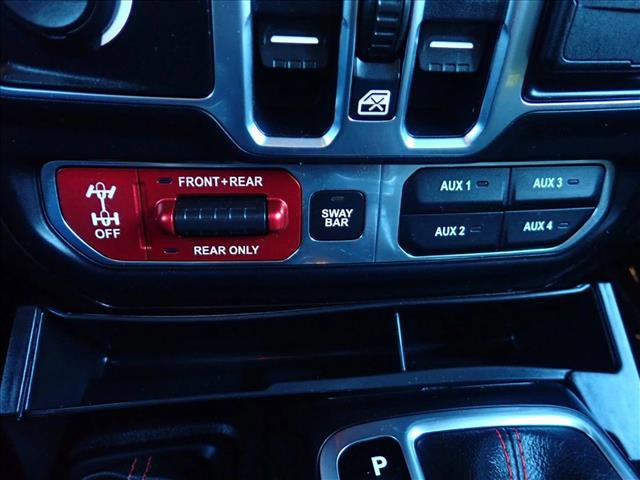 FRONT+REAR
OFF
REAR ONLY
SWAY
BAR
AUX 1
AUX 3
AUX 2
AUX 4
P